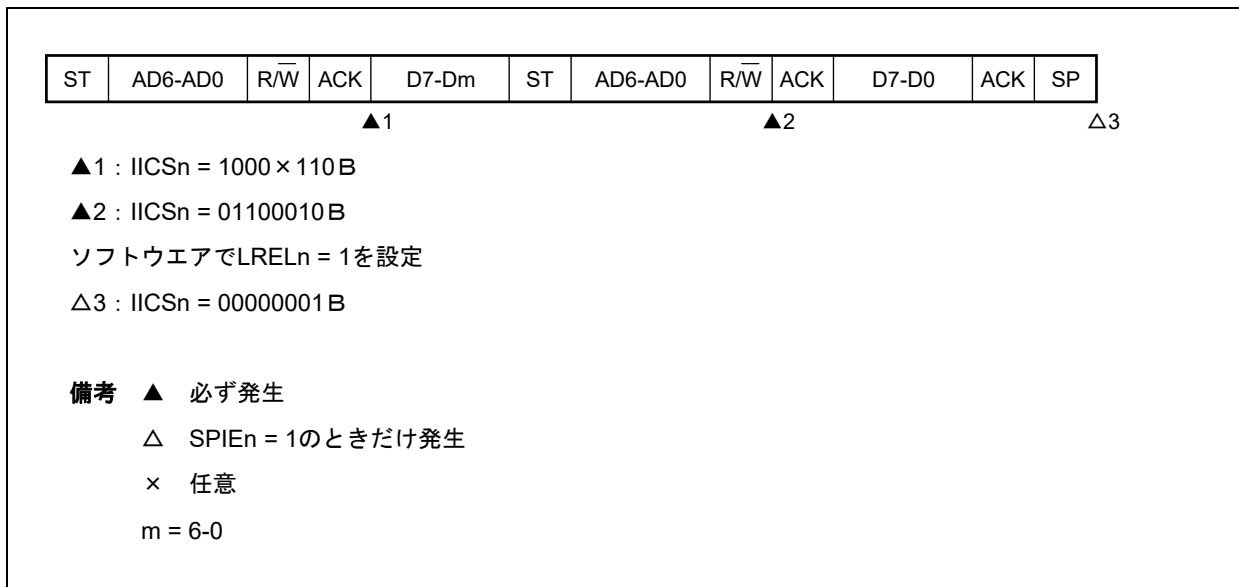 ST AD6-AD0 R/W̅ ACK D7-Dm ST AD6-AD0 R/W̅ ACK D7-D0 ACK SP
▲1 ▲2 △3
▲1：IICSn = 1000×110B
▲2：IICSn = 01100010B
ソフトウエアでLRELn = 1を設定
△3：IICSn = 00000001B
備考 ▲ 必ず発生
△ SPIEn = 1のときだけ発生
× 任意
m = 6-0